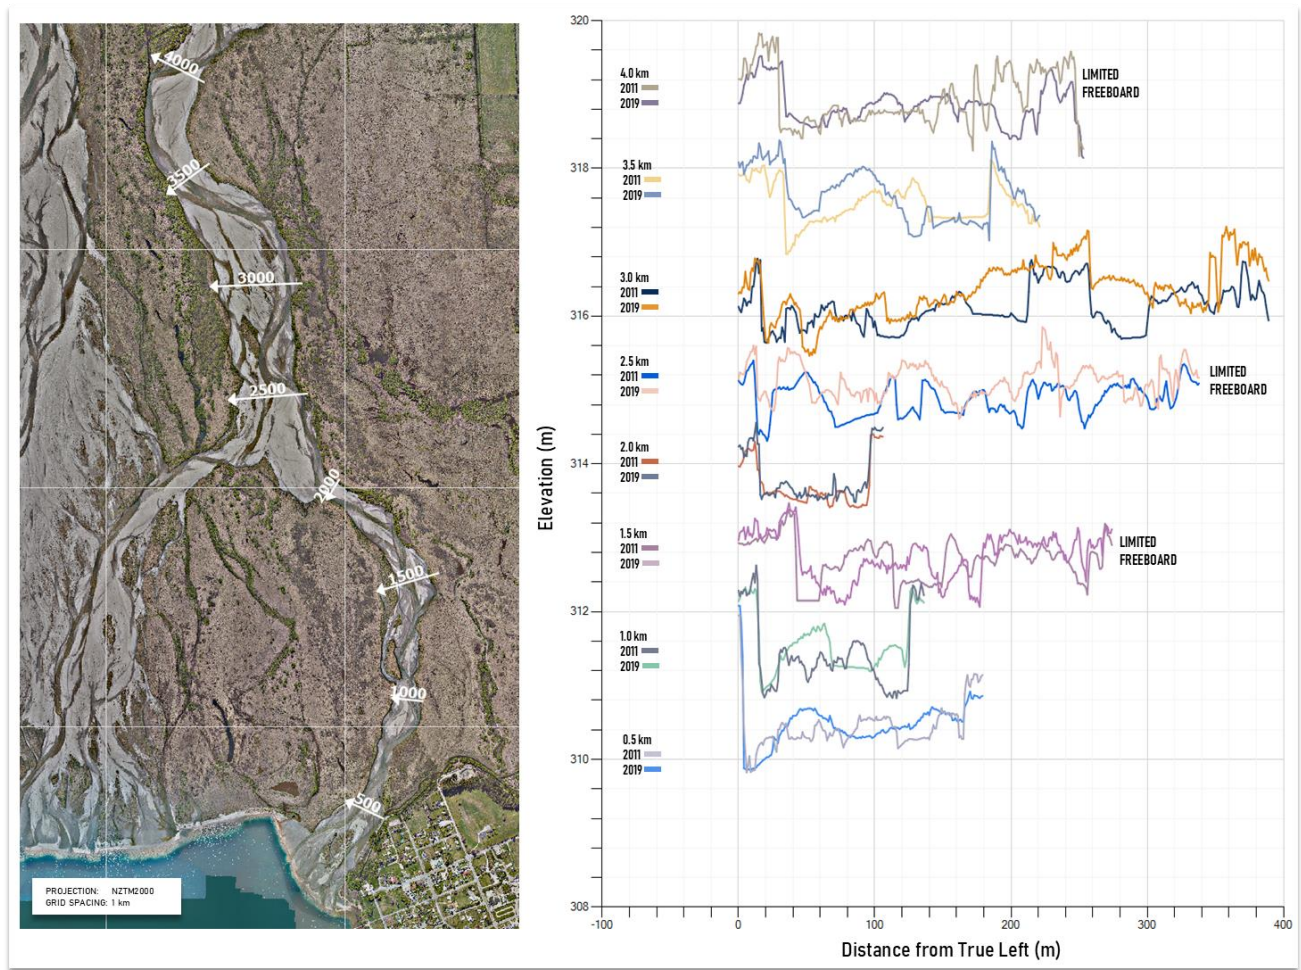 4000
3500
3000
2500
2000
1500
1000
500
PROJECTION: NZTM2000
GRID SPACING: 1 km
320
318
316
314
312
310
308
Elevation (m)
-100 0 100 200 300 400
Distance from True Left (m)
4.0 km
2011
2019
LIMITED
FREEBOARD
3.5 km
2011
2019
3.0 km
2011
2019
2.5 km
2011
2019
LIMITED
FREEBOARD
2.0 km
2011
2019
1.5 km
2011
2019
LIMITED
FREEBOARD
1.0 km
2011
2019
0.5 km
2011
2019